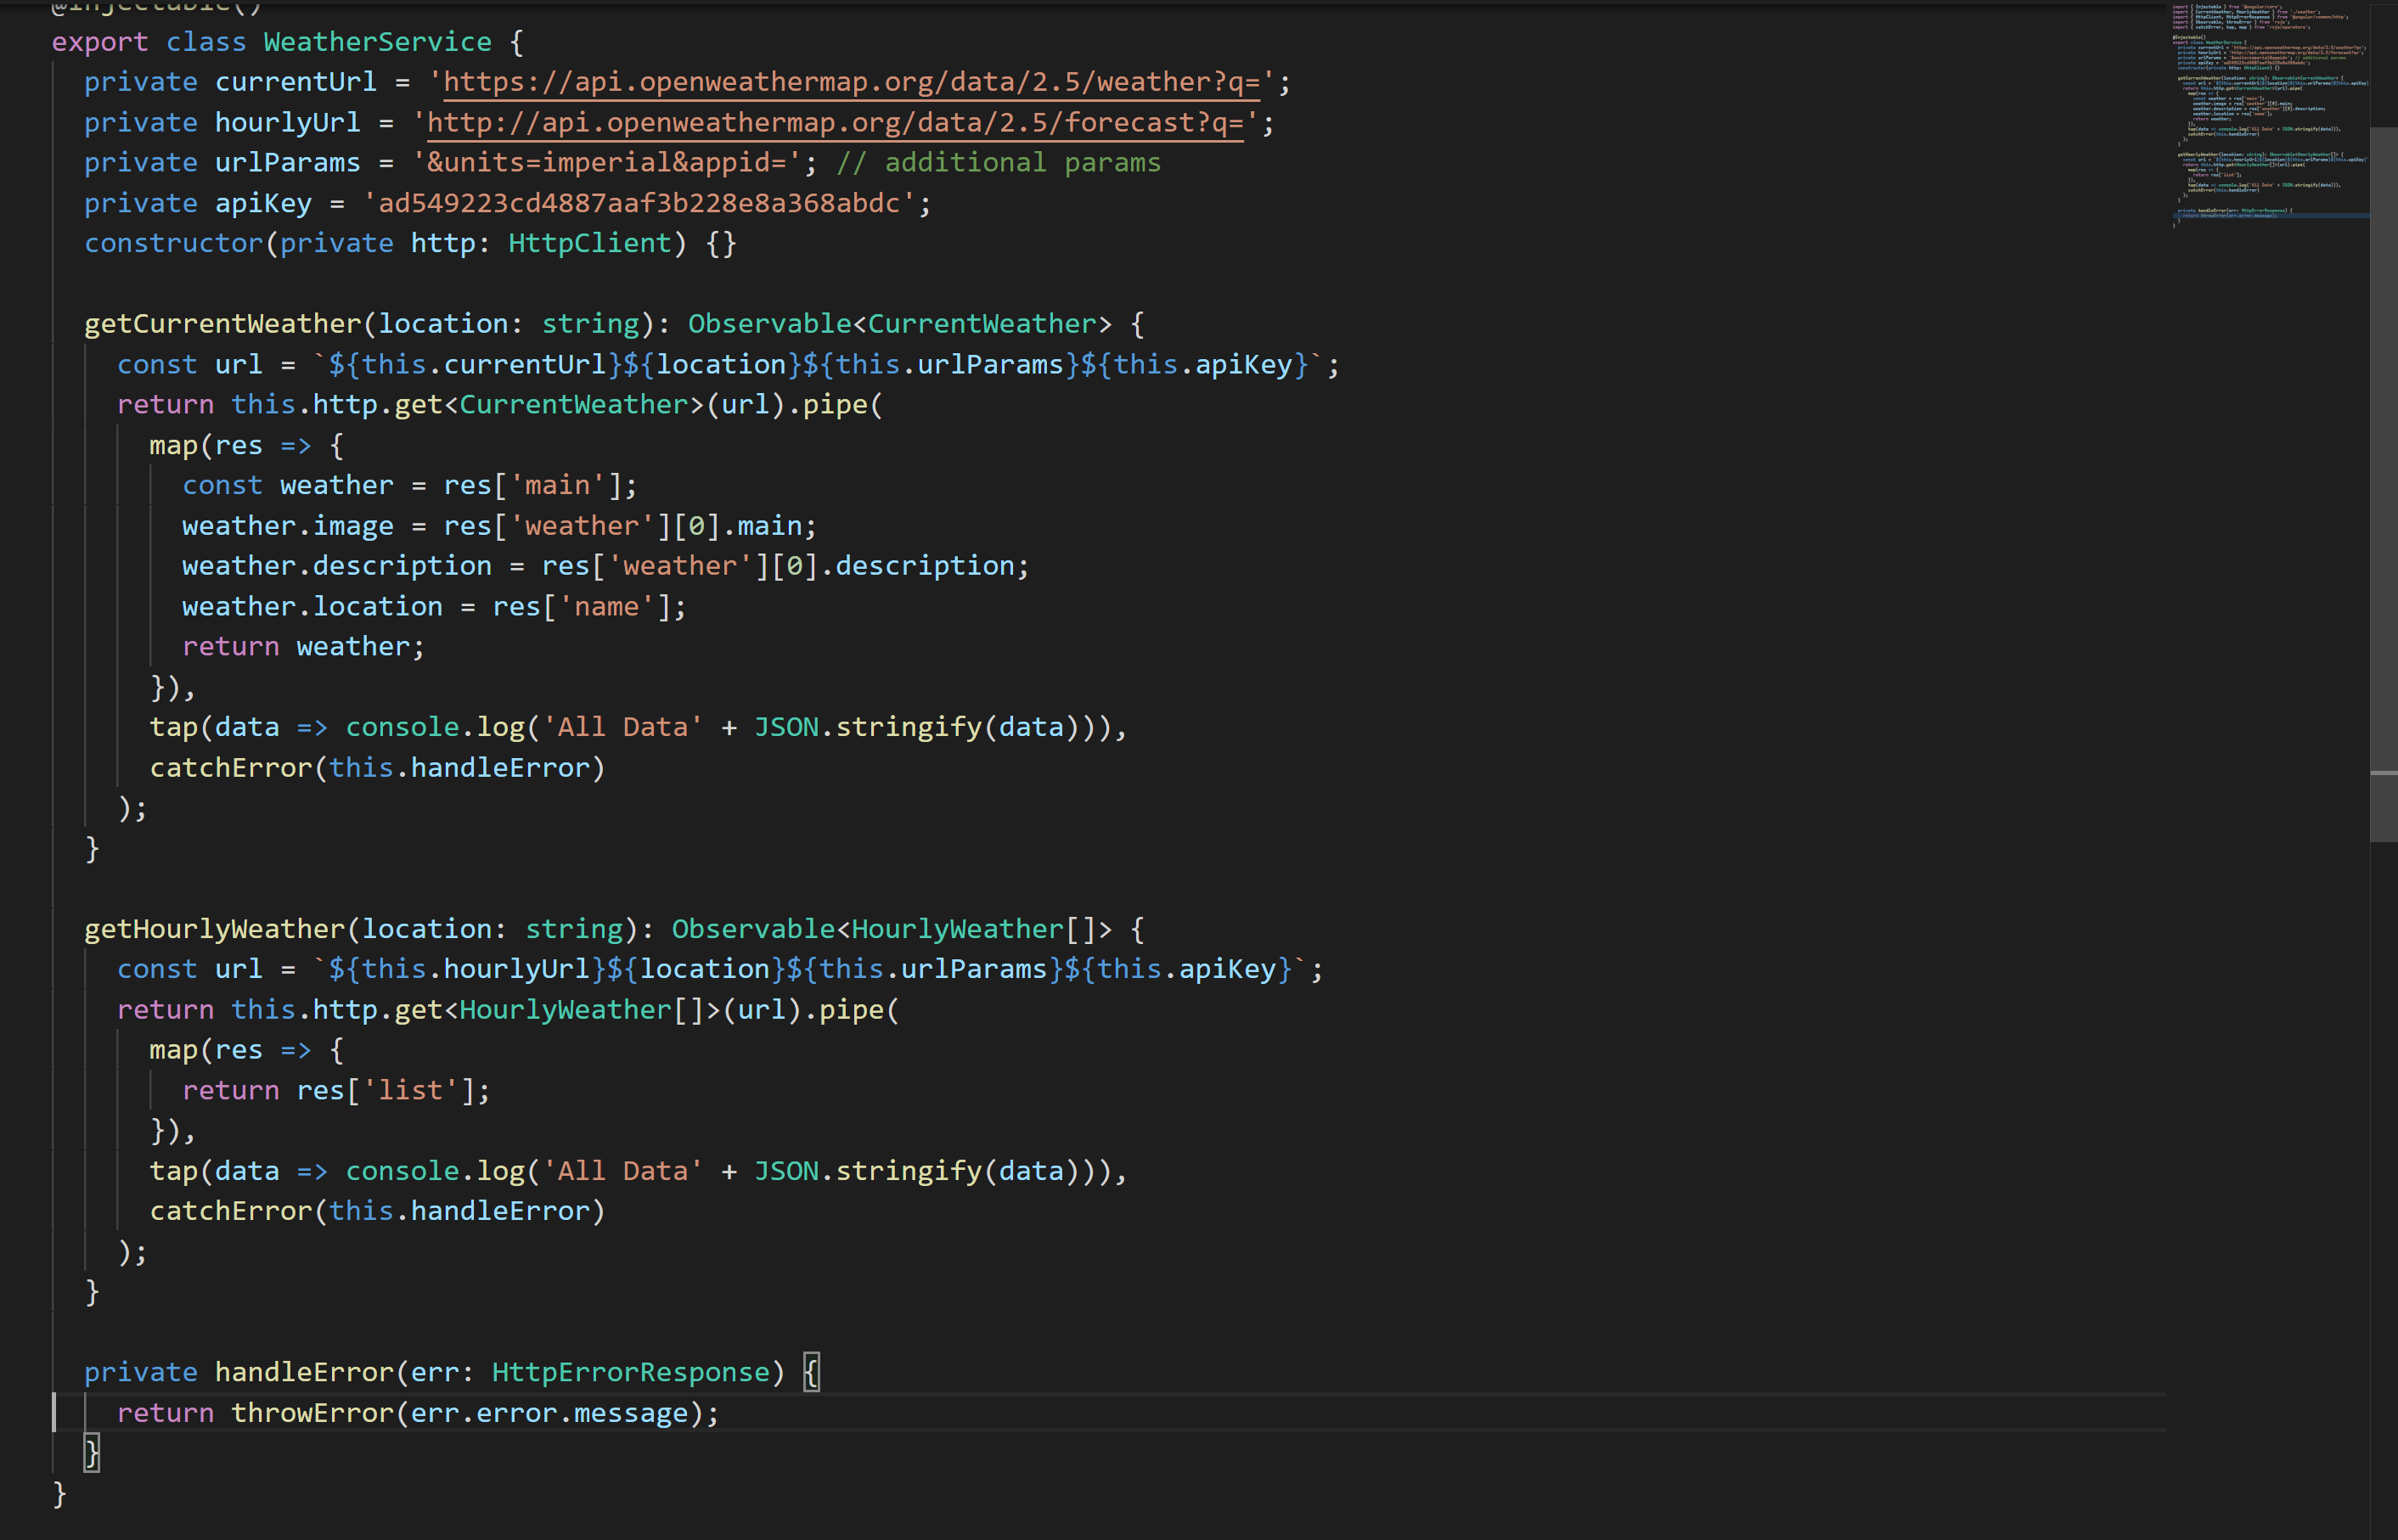 @Injectable()
export class WeatherService {
  private currentUrl = 'https://api.openweathermap.org/data/2.5/weather?q=';
  private hourlyUrl = 'http://api.openweathermap.org/data/2.5/forecast?q=';
  private urlParams = '&units=imperial&appid='; // additional params
  private apiKey = 'ad549223cd4887aaf3b228e8a368abdc';
  constructor(private http: HttpClient) {}

  getCurrentWeather(location: string): Observable<CurrentWeather> {
    const url = `${this.currentUrl}${location}${this.urlParams}${this.apiKey}`;
    return this.http.get<CurrentWeather>(url).pipe(
      map(res => {
        const weather = res['main'];
        weather.image = res['weather'][0].main;
        weather.description = res['weather'][0].description;
        weather.location = res['name'];
        return weather;
      }),
      tap(data => console.log('All Data' + JSON.stringify(data))),
      catchError(this.handleError)
    );
  }

  getHourlyWeather(location: string): Observable<HourlyWeather[]> {
    const url = `${this.hourlyUrl}${location}${this.urlParams}${this.apiKey}`;
    return this.http.get<HourlyWeather[]>(url).pipe(
      map(res => {
        return res['list'];
      }),
      tap(data => console.log('All Data' + JSON.stringify(data))),
      catchError(this.handleError)
    );
  }

  private handleError(err: HttpErrorResponse) {
    return throwError(err.error.message);
  }
}